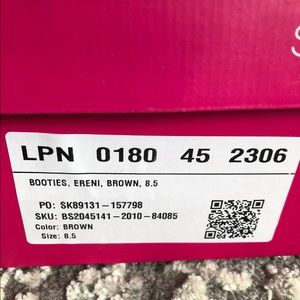 S
LPN 0180 45 2306
BOOTIES, ERENI, BROWN, 8.5
PO: SK89131-157798
SKU: BS2045141-2010-84085
Color: BROWN
Size: 8.5